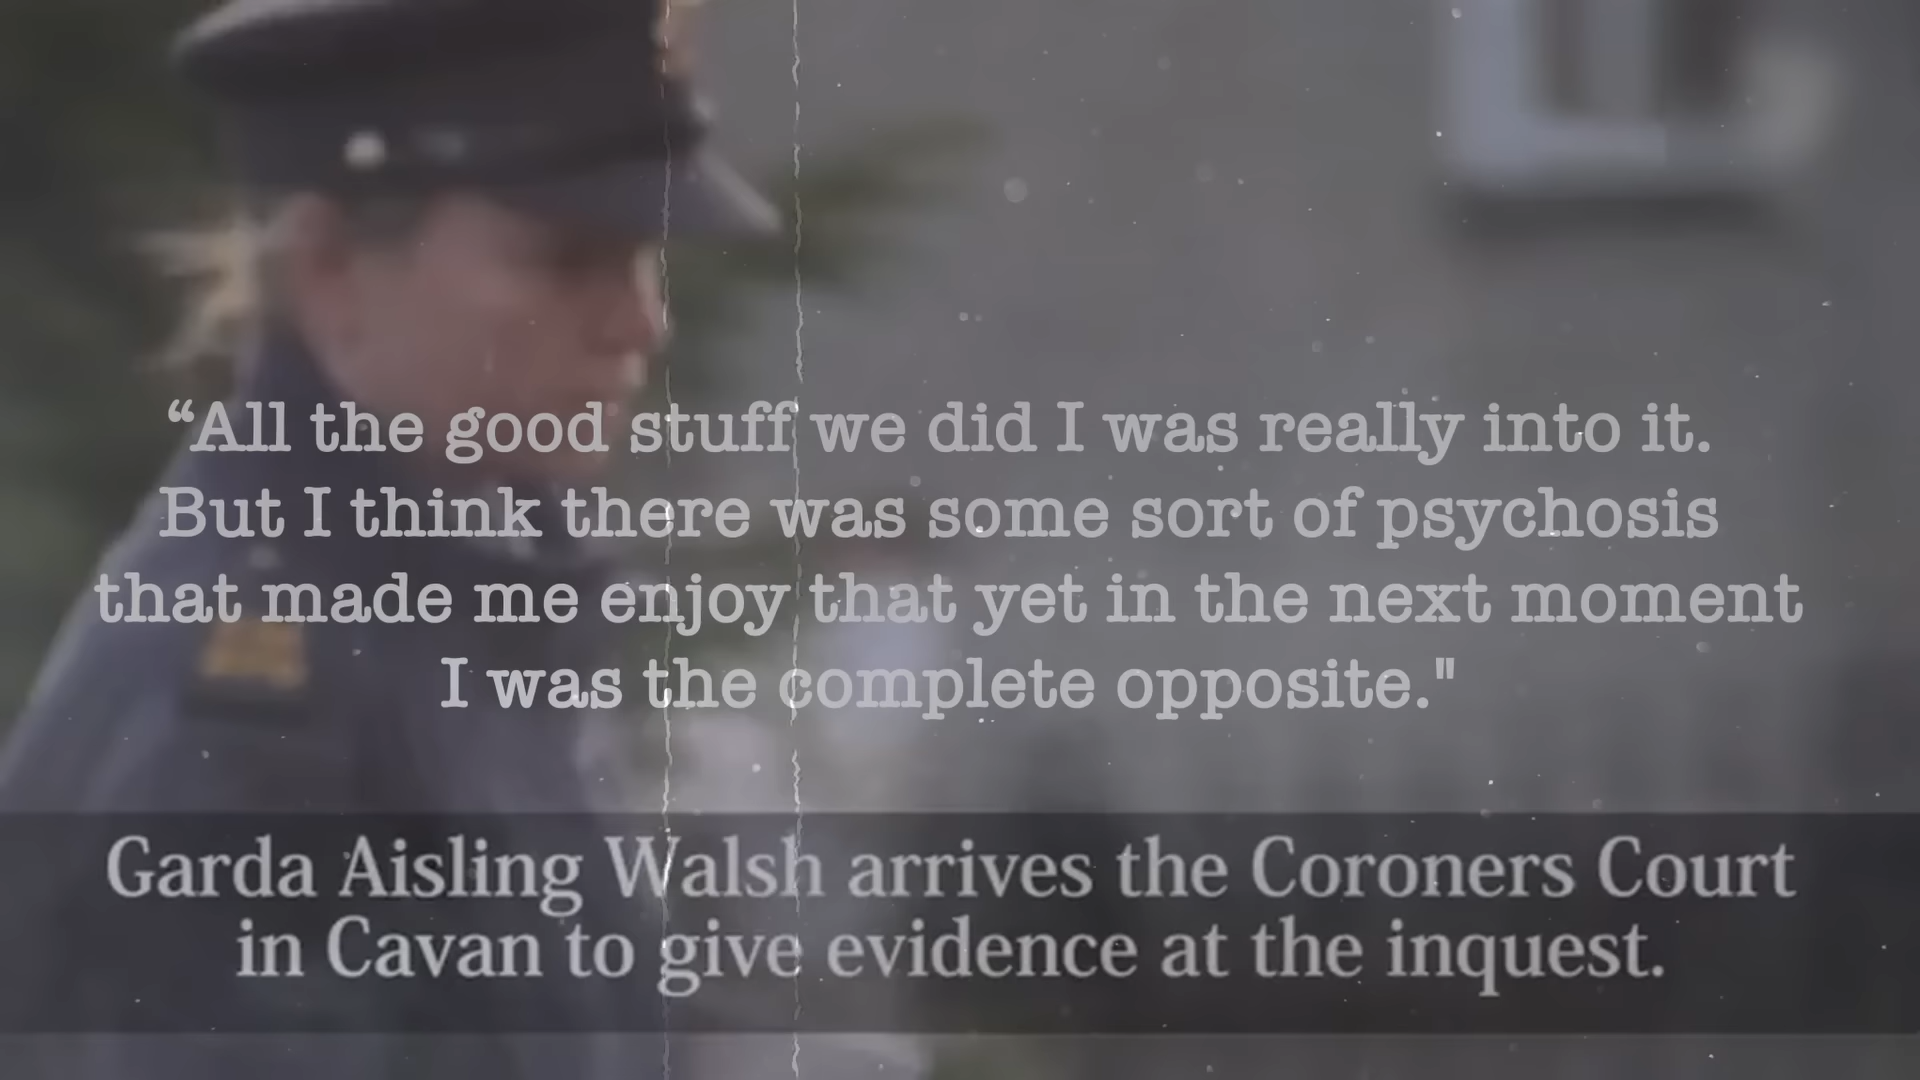 “All the good stuff we did I was really into it.
But I think there was some sort of psychosis
that made me enjoy that yet in the next moment
I was the complete opposite."
Garda Aisling Walsh arrives the Coroners Court
in Cavan to give evidence at the inquest.